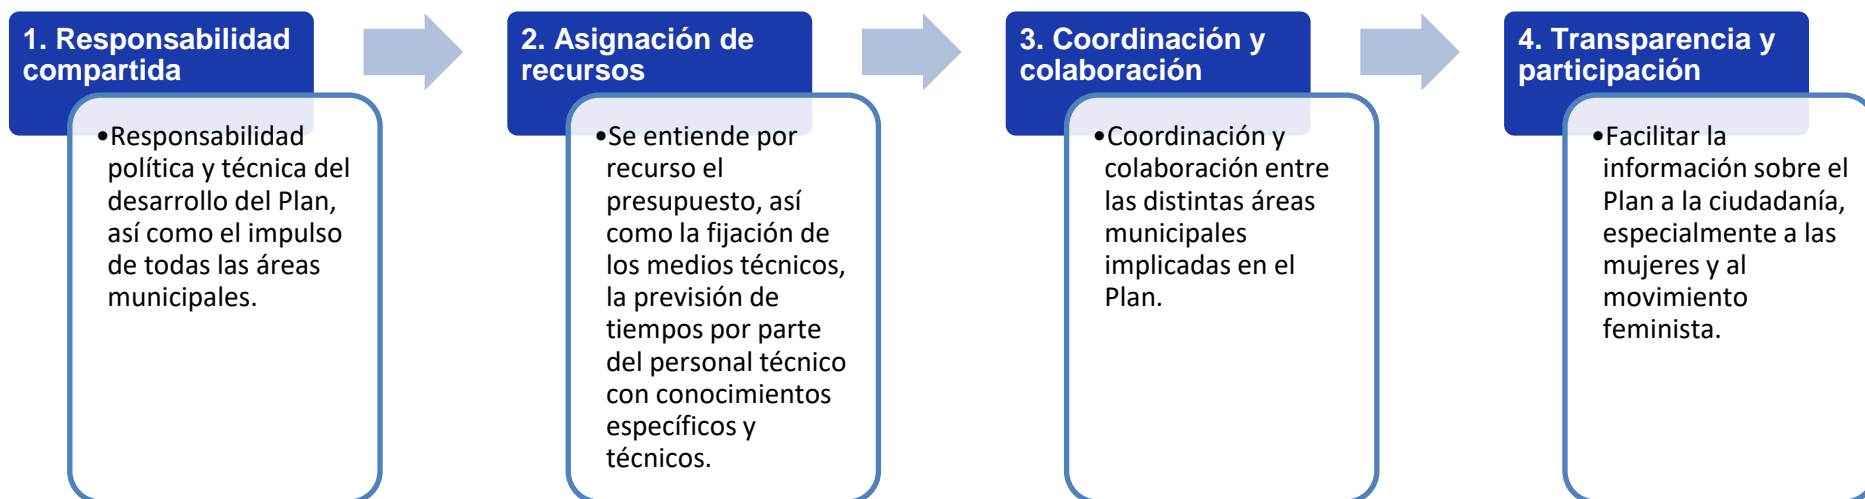 1. Responsabilidad
compartida
•Responsabilidad
política y técnica del
desarrollo del Plan,
así como el impulso
de todas las áreas
municipales.
2. Asignación de
recursos
•Se entiende por
recurso el
presupuesto, así
como la fijación de
los medios técnicos,
la previsión de
tiempos por parte
del personal técnico
con conocimientos
específicos y
técnicos.
3. Coordinación y
colaboración
•Coordinación y
colaboración entre
las distintas áreas
municipales
implicadas en el
Plan.
4. Transparencia y
participación
•Facilitar la
información sobre el
Plan a la ciudadanía,
especialmente a las
mujeres y al
movimiento
feminista.